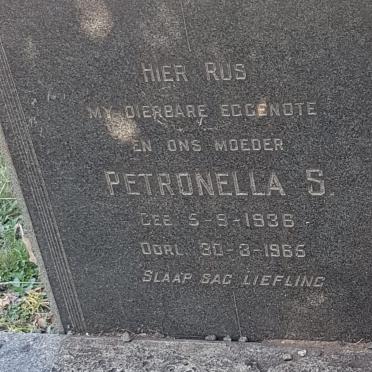 HIER RUS
MY DIERBARE EGGENOTE
EN ONS MOEDER
PETRONELLA S.
GEB 5-9-1936
OORL 30-3-1965
SLAAP SAG LIEFLING